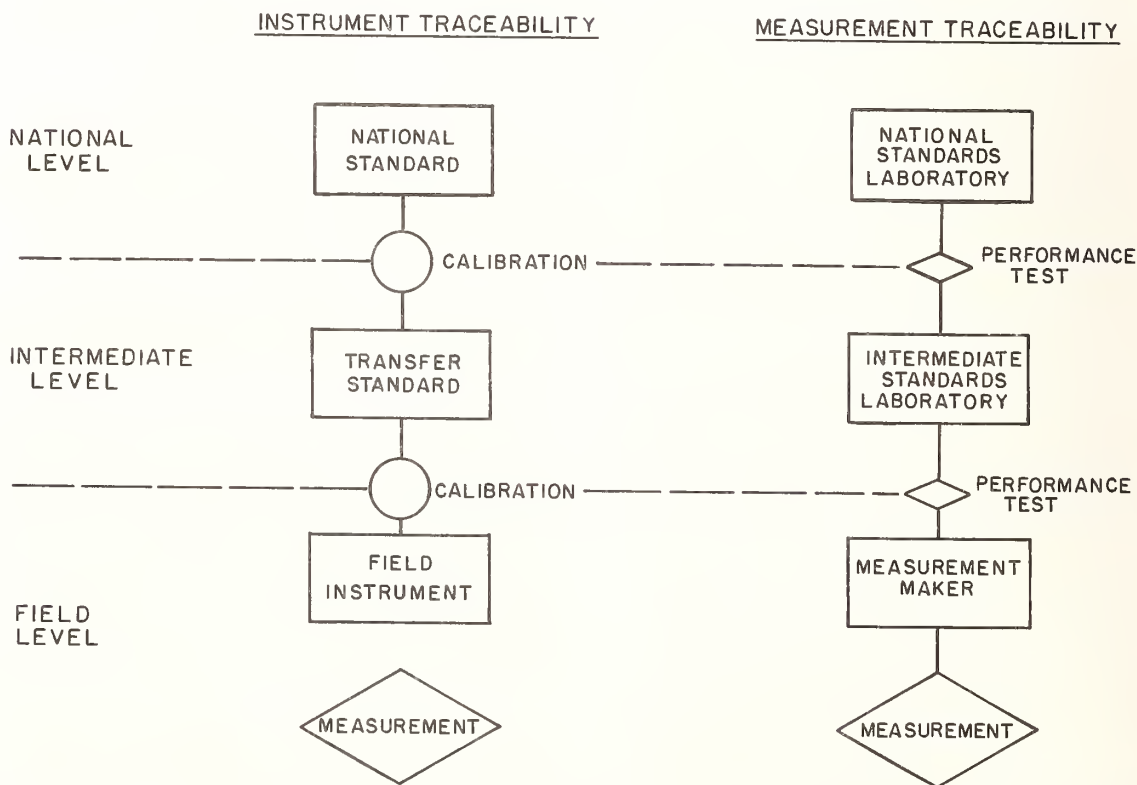 INSTRUMENT TRACEABILITY
MEASUREMENT TRACEABILITY
NATIONAL
LEVEL
NATIONAL
STANDARD
NATIONAL
STANDARDS
LABORATORY
CALIBRATION
PERFORMANCE
TEST
INTERMEDIATE
LEVEL
TRANSFER
STANDARD
INTERMEDIATE
STANDARDS
LABORATORY
CALIBRATION
PERFORMANCE
TEST
FIELD
LEVEL
FIELD
INSTRUMENT
MEASUREMENT
MAKER
MEASUREMENT
MEASUREMENT